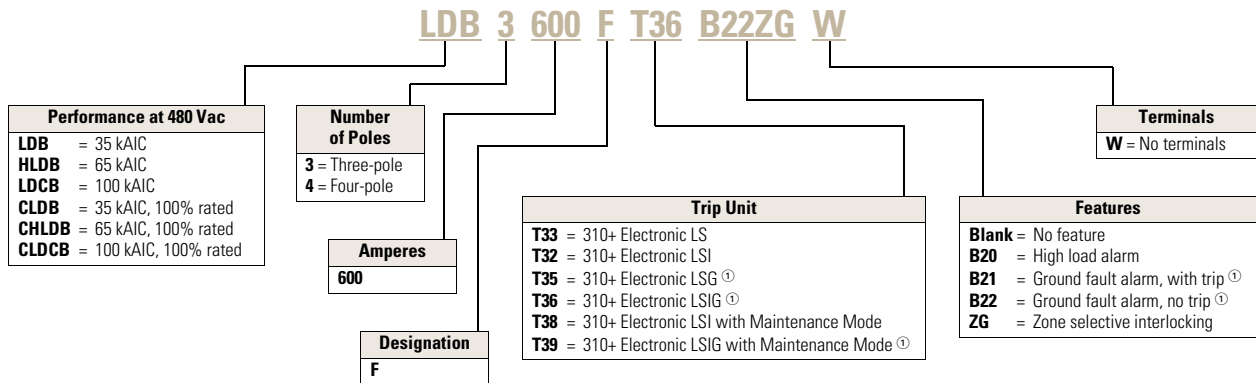 LDB 3 600 F T36 B22ZG W
Performance at 480 Vac
LDB = 35 kAIC
HLDB = 65 kAIC
LDCB = 100 kAIC
CLDB = 35 kAIC, 100% rated
CHLDB = 65 kAIC, 100% rated
CLDCB = 100 kAIC, 100% rated
Number
of Poles
3 = Three-pole
4 = Four-pole
Amperes
600
Designation
F
Trip Unit
T33 = 310+ Electronic LS
T32 = 310+ Electronic LSI
T35 = 310+ Electronic LSG ①
T36 = 310+ Electronic LSIG ①
T38 = 310+ Electronic LSI with Maintenance Mode
T39 = 310+ Electronic LSIG with Maintenance Mode ①
Features
Blank = No feature
B20 = High load alarm
B21 = Ground fault alarm, with trip ①
B22 = Ground fault alarm, no trip ①
ZG = Zone selective interlocking
Terminals
W = No terminals